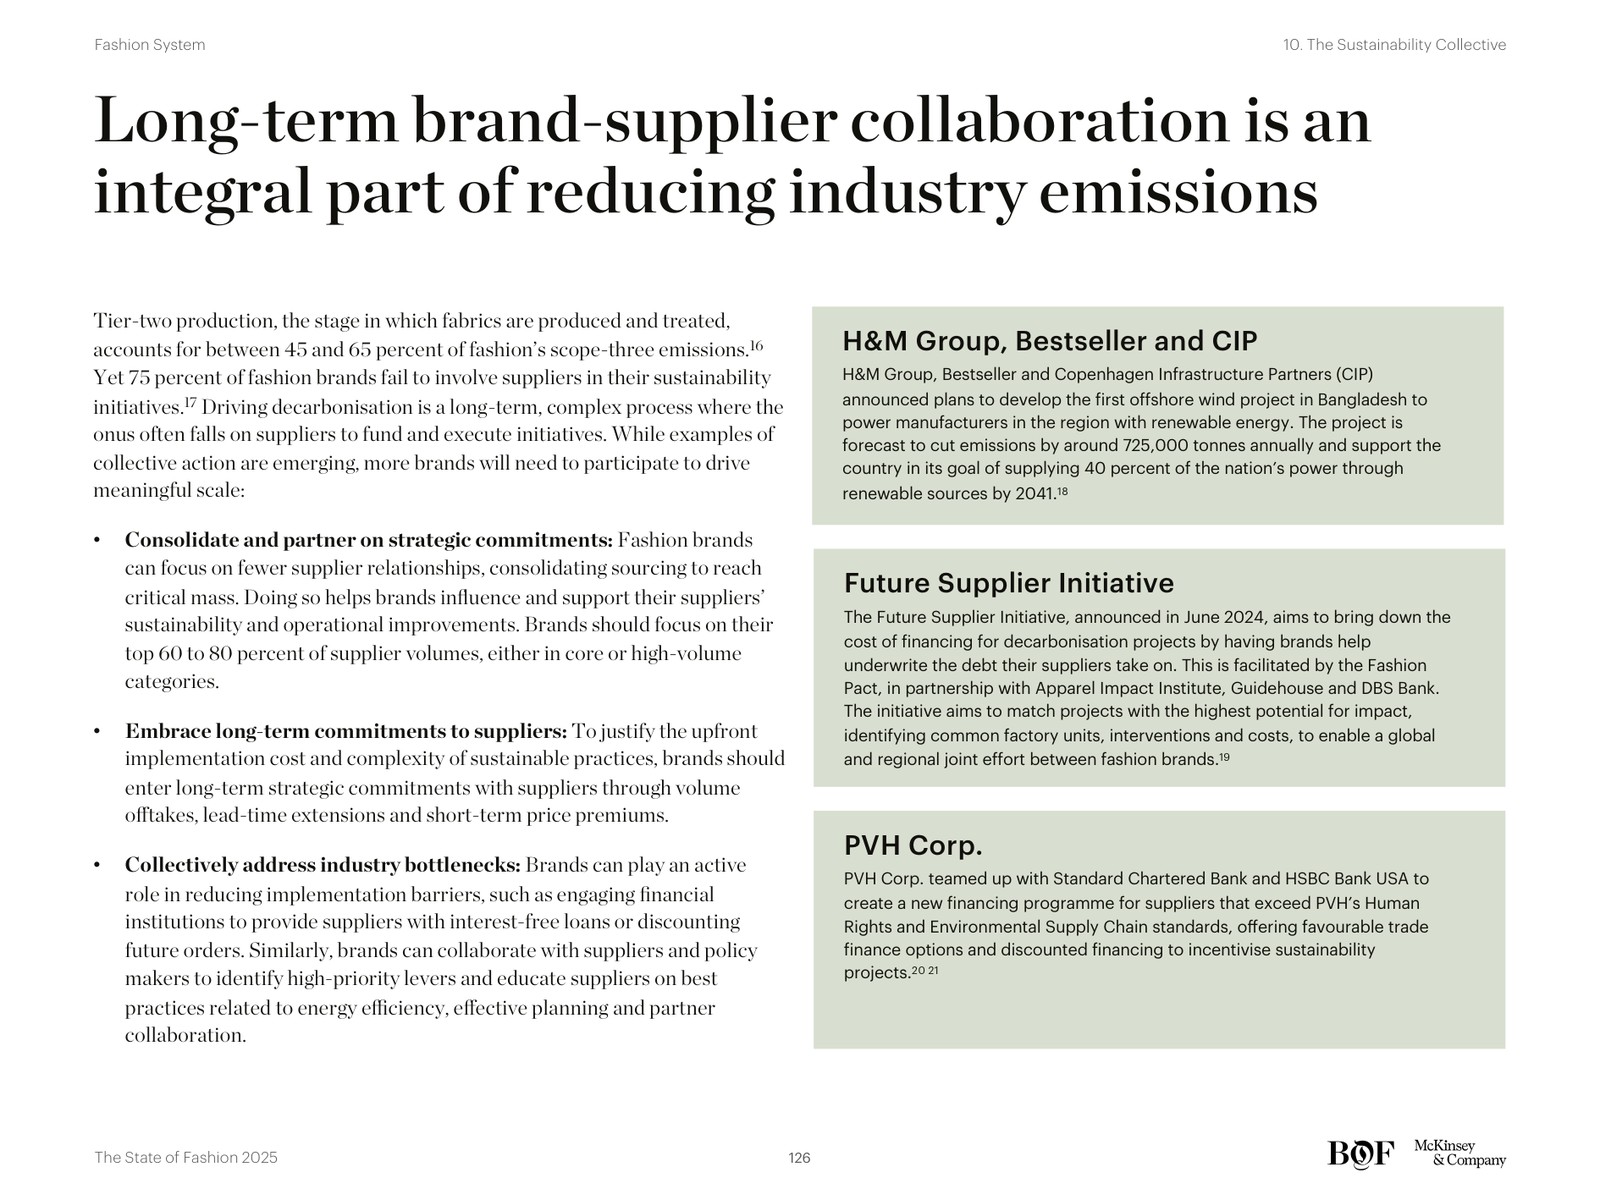 Fashion System
10. The Sustainability Collective
Long-term brand-supplier collaboration is an
integral part of reducing industry emissions
Tier-two production, the stage in which fabrics are produced and treated,
accounts for between 45 and 65 percent of fashion’s scope-three emissions.¹⁶
Yet 75 percent of fashion brands fail to involve suppliers in their sustainability
initiatives.¹⁷ Driving decarbonisation is a long-term, complex process where the
onus often falls on suppliers to fund and execute initiatives. While examples of
collective action are emerging, more brands will need to participate to drive
meaningful scale:
• Consolidate and partner on strategic commitments: Fashion brands
can focus on fewer supplier relationships, consolidating sourcing to reach
critical mass. Doing so helps brands influence and support their suppliers’
sustainability and operational improvements. Brands should focus on their
top 60 to 80 percent of supplier volumes, either in core or high-volume
categories.
• Embrace long-term commitments to suppliers: To justify the upfront
implementation cost and complexity of sustainable practices, brands should
enter long-term strategic commitments with suppliers through volume
offtakes, lead-time extensions and short-term price premiums.
• Collectively address industry bottlenecks: Brands can play an active
role in reducing implementation barriers, such as engaging financial
institutions to provide suppliers with interest-free loans or discounting
future orders. Similarly, brands can collaborate with suppliers and policy
makers to identify high-priority levers and educate suppliers on best
practices related to energy efficiency, effective planning and partner
collaboration.
H&M Group, Bestseller and CIP
H&M Group, Bestseller and Copenhagen Infrastructure Partners (CIP)
announced plans to develop the first offshore wind project in Bangladesh to
power manufacturers in the region with renewable energy. The project is
forecast to cut emissions by around 725,000 tonnes annually and support the
country in its goal of supplying 40 percent of the nation’s power through
renewable sources by 2041.¹⁸
Future Supplier Initiative
The Future Supplier Initiative, announced in June 2024, aims to bring down the
cost of financing for decarbonisation projects by having brands help
underwrite the debt their suppliers take on. This is facilitated by the Fashion
Pact, in partnership with Apparel Impact Institute, Guidehouse and DBS Bank.
The initiative aims to match projects with the highest potential for impact,
identifying common factory units, interventions and costs, to enable a global
and regional joint effort between fashion brands.¹⁹
PVH Corp.
PVH Corp. teamed up with Standard Chartered Bank and HSBC Bank USA to
create a new financing programme for suppliers that exceed PVH’s Human
Rights and Environmental Supply Chain standards, offering favourable trade
finance options and discounted financing to incentivise sustainability
projects.²⁰ ²¹
The State of Fashion 2025
126
BOF
McKinsey
& Company